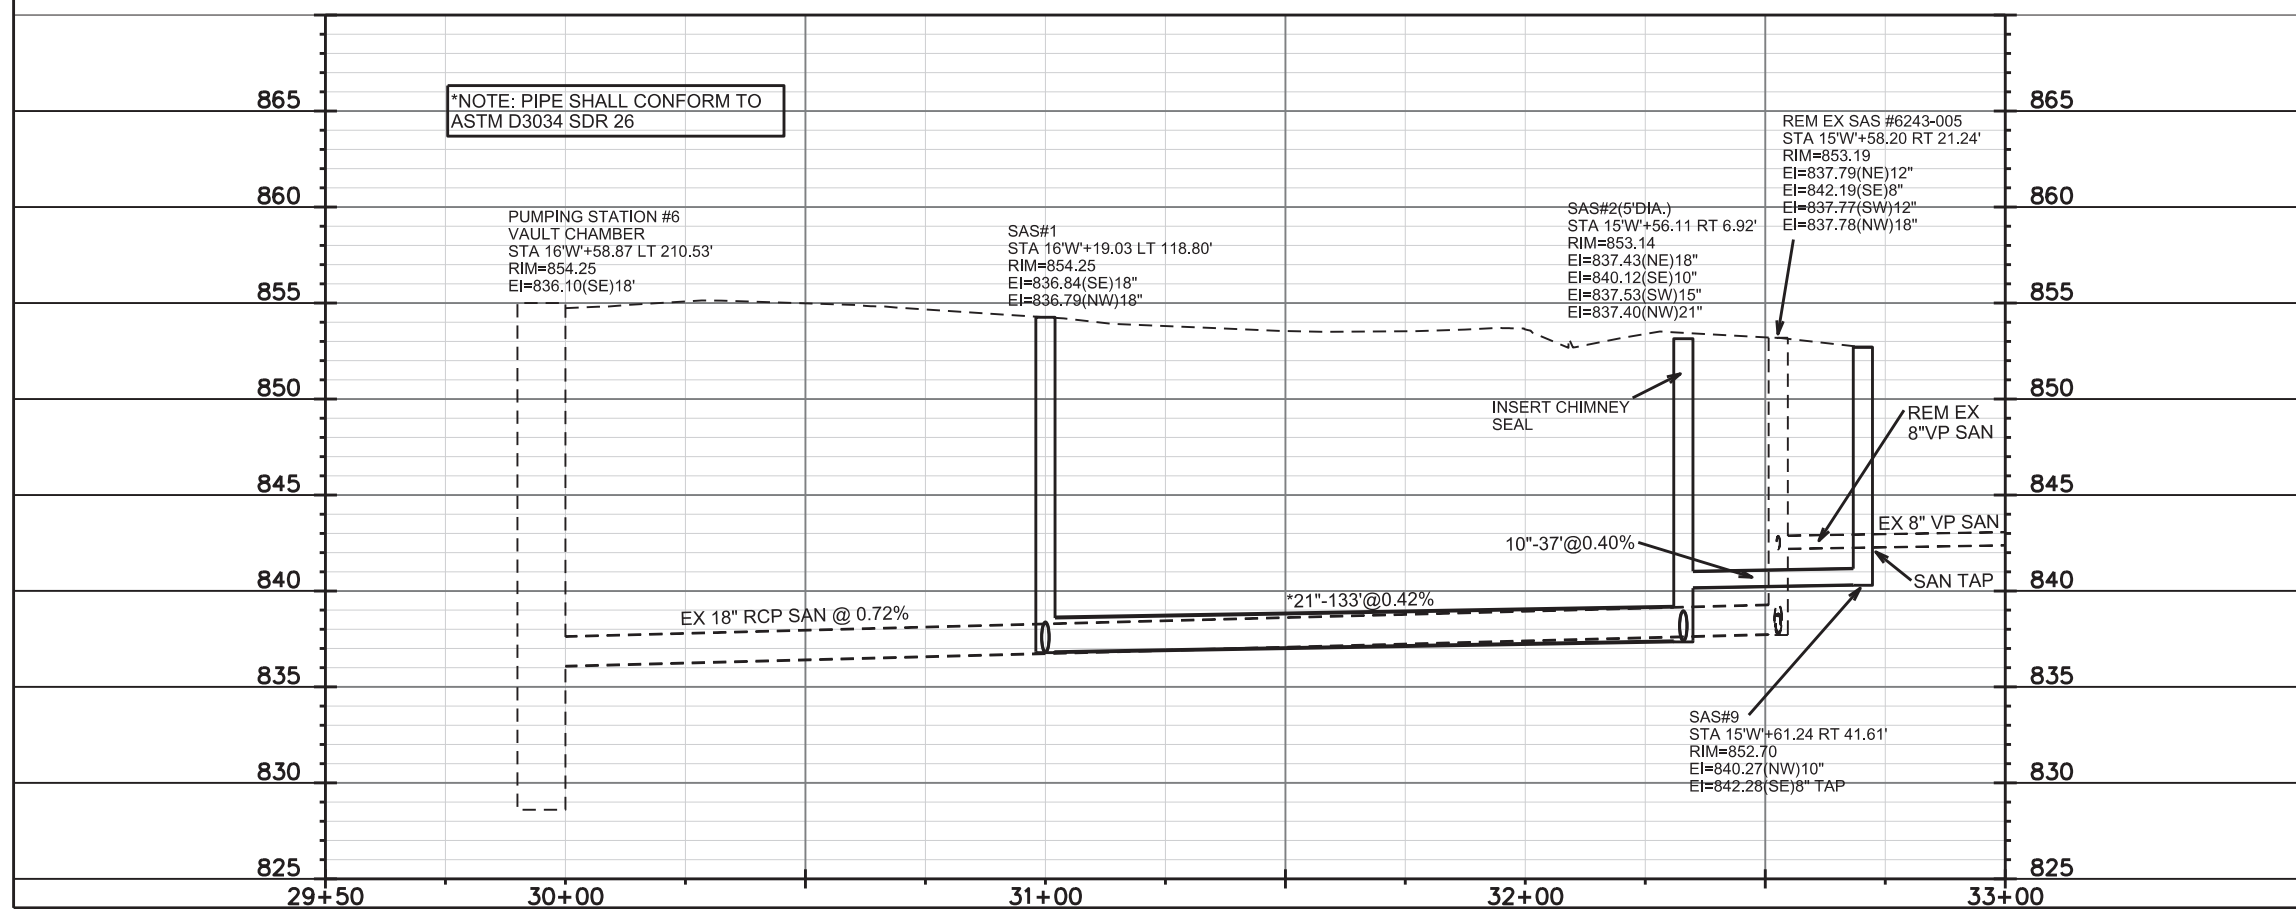 865
*NOTE: PIPE SHALL CONFORM TO
ASTM D3034 SDR 26
865
REM EX SAS #6243-005
STA 15'W'+58.20 RT 21.24'
RIM=853.19
EI=837.79(NE)12"
EI=842.19(SE)8"
EI=837.77(SW)12"
EI=837.78(NW)18"
860
860
PUMPING STATION #6
VAULT CHAMBER
STA 16'W'+58.87 LT 210.53'
RIM=854.25
EI=836.10(SE)18'
SAS#1
STA 16'W'+19.03 LT 118.80'
RIM=854.25
EI=836.84(SE)18"
EI=836.79(NW)18"
SAS#2(5'DIA.)
STA 15'W'+56.11 RT 6.92'
RIM=853.14
EI=837.43(NE)18"
EI=840.12(SE)10"
EI=837.53(SW)15"
EI=837.40(NW)21"
855
855
850
850
INSERT CHIMNEY
SEAL
REM EX
8"VP SAN
845
845
EX 8" VP SAN
10"-37'@0.40%
840
840
SAN TAP
*21"-133'@0.42%
EX 18" RCP SAN @ 0.72%
835
835
SAS#9
STA 15'W'+61.24 RT 41.61'
RIM=852.70
EI=840.27(NW)10"
EI=842.28(SE)8" TAP
830
830
825
825
29+50
30+00
31+00
32+00
33+00